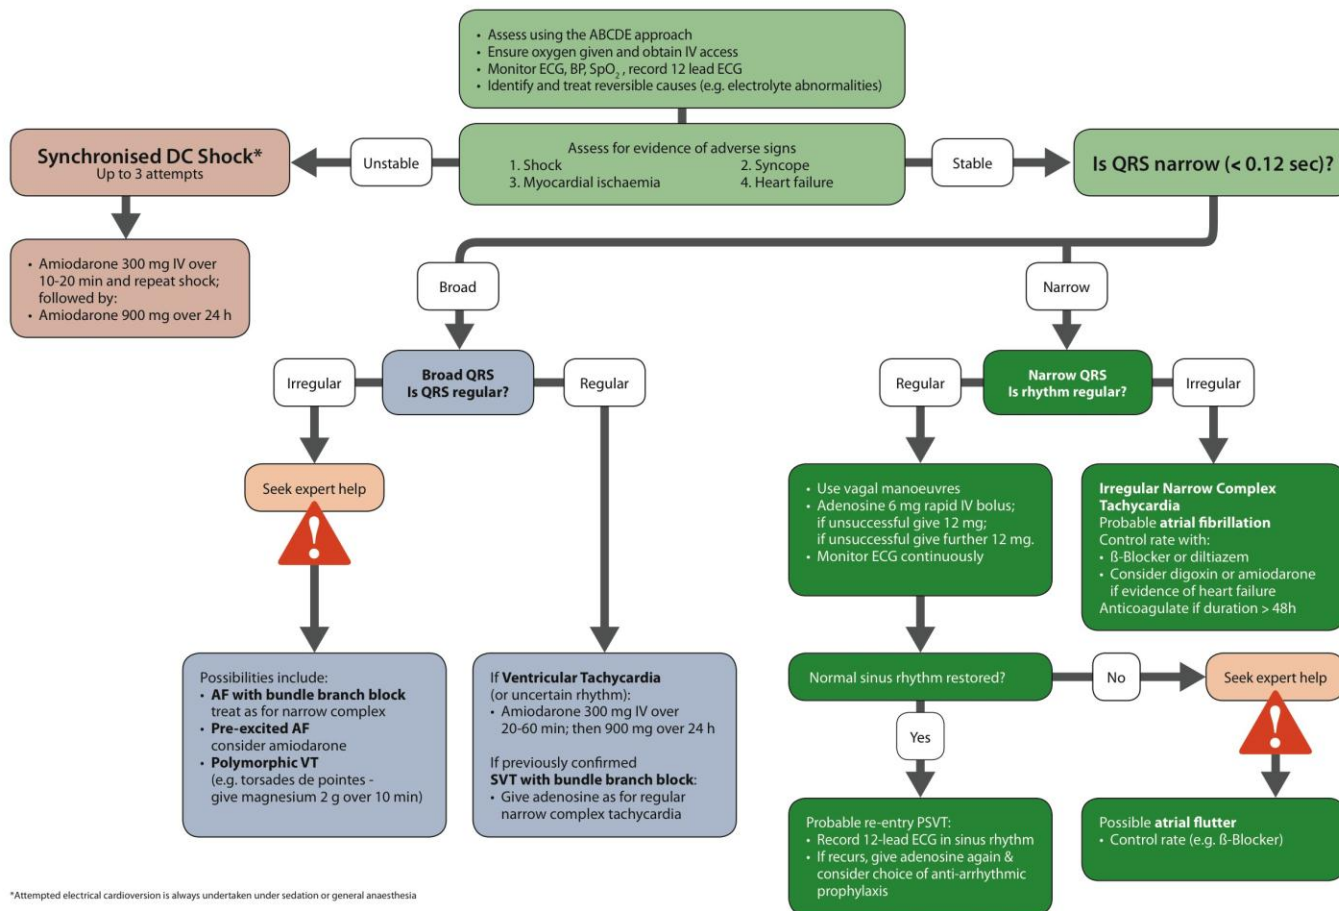 • Assess using the ABCDE approach
• Ensure oxygen given and obtain IV access
• Monitor ECG, BP, SpO₂ , record 12 lead ECG
• Identify and treat reversible causes (e.g. electrolyte abnormalities)
Synchronised DC Shock*
Up to 3 attempts
Unstable
Assess for evidence of adverse signs
1. Shock 2. Syncope
3. Myocardial ischaemia 4. Heart failure
Stable
Is QRS narrow (< 0.12 sec)?
• Amiodarone 300 mg IV over
10-20 min and repeat shock;
followed by:
• Amiodarone 900 mg over 24 h
Broad
Narrow
Irregular
Broad QRS
Is QRS regular?
Regular
Regular
Narrow QRS
Is rhythm regular?
Irregular
Seek expert help
!
• Use vagal manoeuvres
• Adenosine 6 mg rapid IV bolus;
if unsuccessful give 12 mg;
if unsuccessful give further 12 mg.
• Monitor ECG continuously
Irregular Narrow Complex
Tachycardia
Probable atrial fibrillation
Control rate with:
• ß-Blocker or diltiazem
• Consider digoxin or amiodarone
if evidence of heart failure
Anticoagulate if duration > 48h
Possibilities include:
• AF with bundle branch block
treat as for narrow complex
• Pre-excited AF
consider amiodarone
• Polymorphic VT
(e.g. torsades de pointes -
give magnesium 2 g over 10 min)
If Ventricular Tachycardia
(or uncertain rhythm):
• Amiodarone 300 mg IV over
20-60 min; then 900 mg over 24 h
If previously confirmed
SVT with bundle branch block:
• Give adenosine as for regular
narrow complex tachycardia
Normal sinus rhythm restored?
No
Seek expert help
!
Yes
Probable re-entry PSVT:
• Record 12-lead ECG in sinus rhythm
• If recurs, give adenosine again &
consider choice of anti-arrhythmic
prophylaxis
Possible atrial flutter
• Control rate (e.g. ß-Blocker)
*Attempted electrical cardioversion is always undertaken under sedation or general anaesthesia